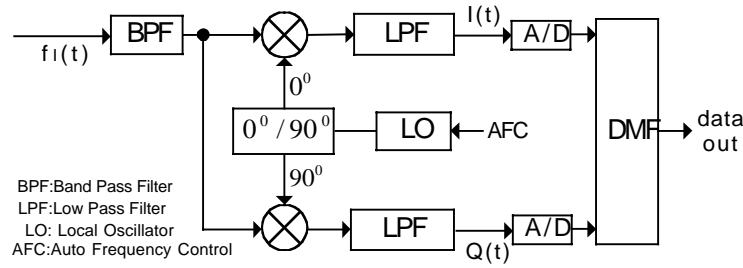 f I(t)
BPF
LPF
I(t)
A/D
0⁰
0⁰ / 90⁰
LO
AFC
DMF
data out
90⁰
LPF
Q(t)
A/D
BPF:Band Pass Filter
LPF:Low Pass Filter
LO: Local Oscillator
AFC:Auto Frequency Control